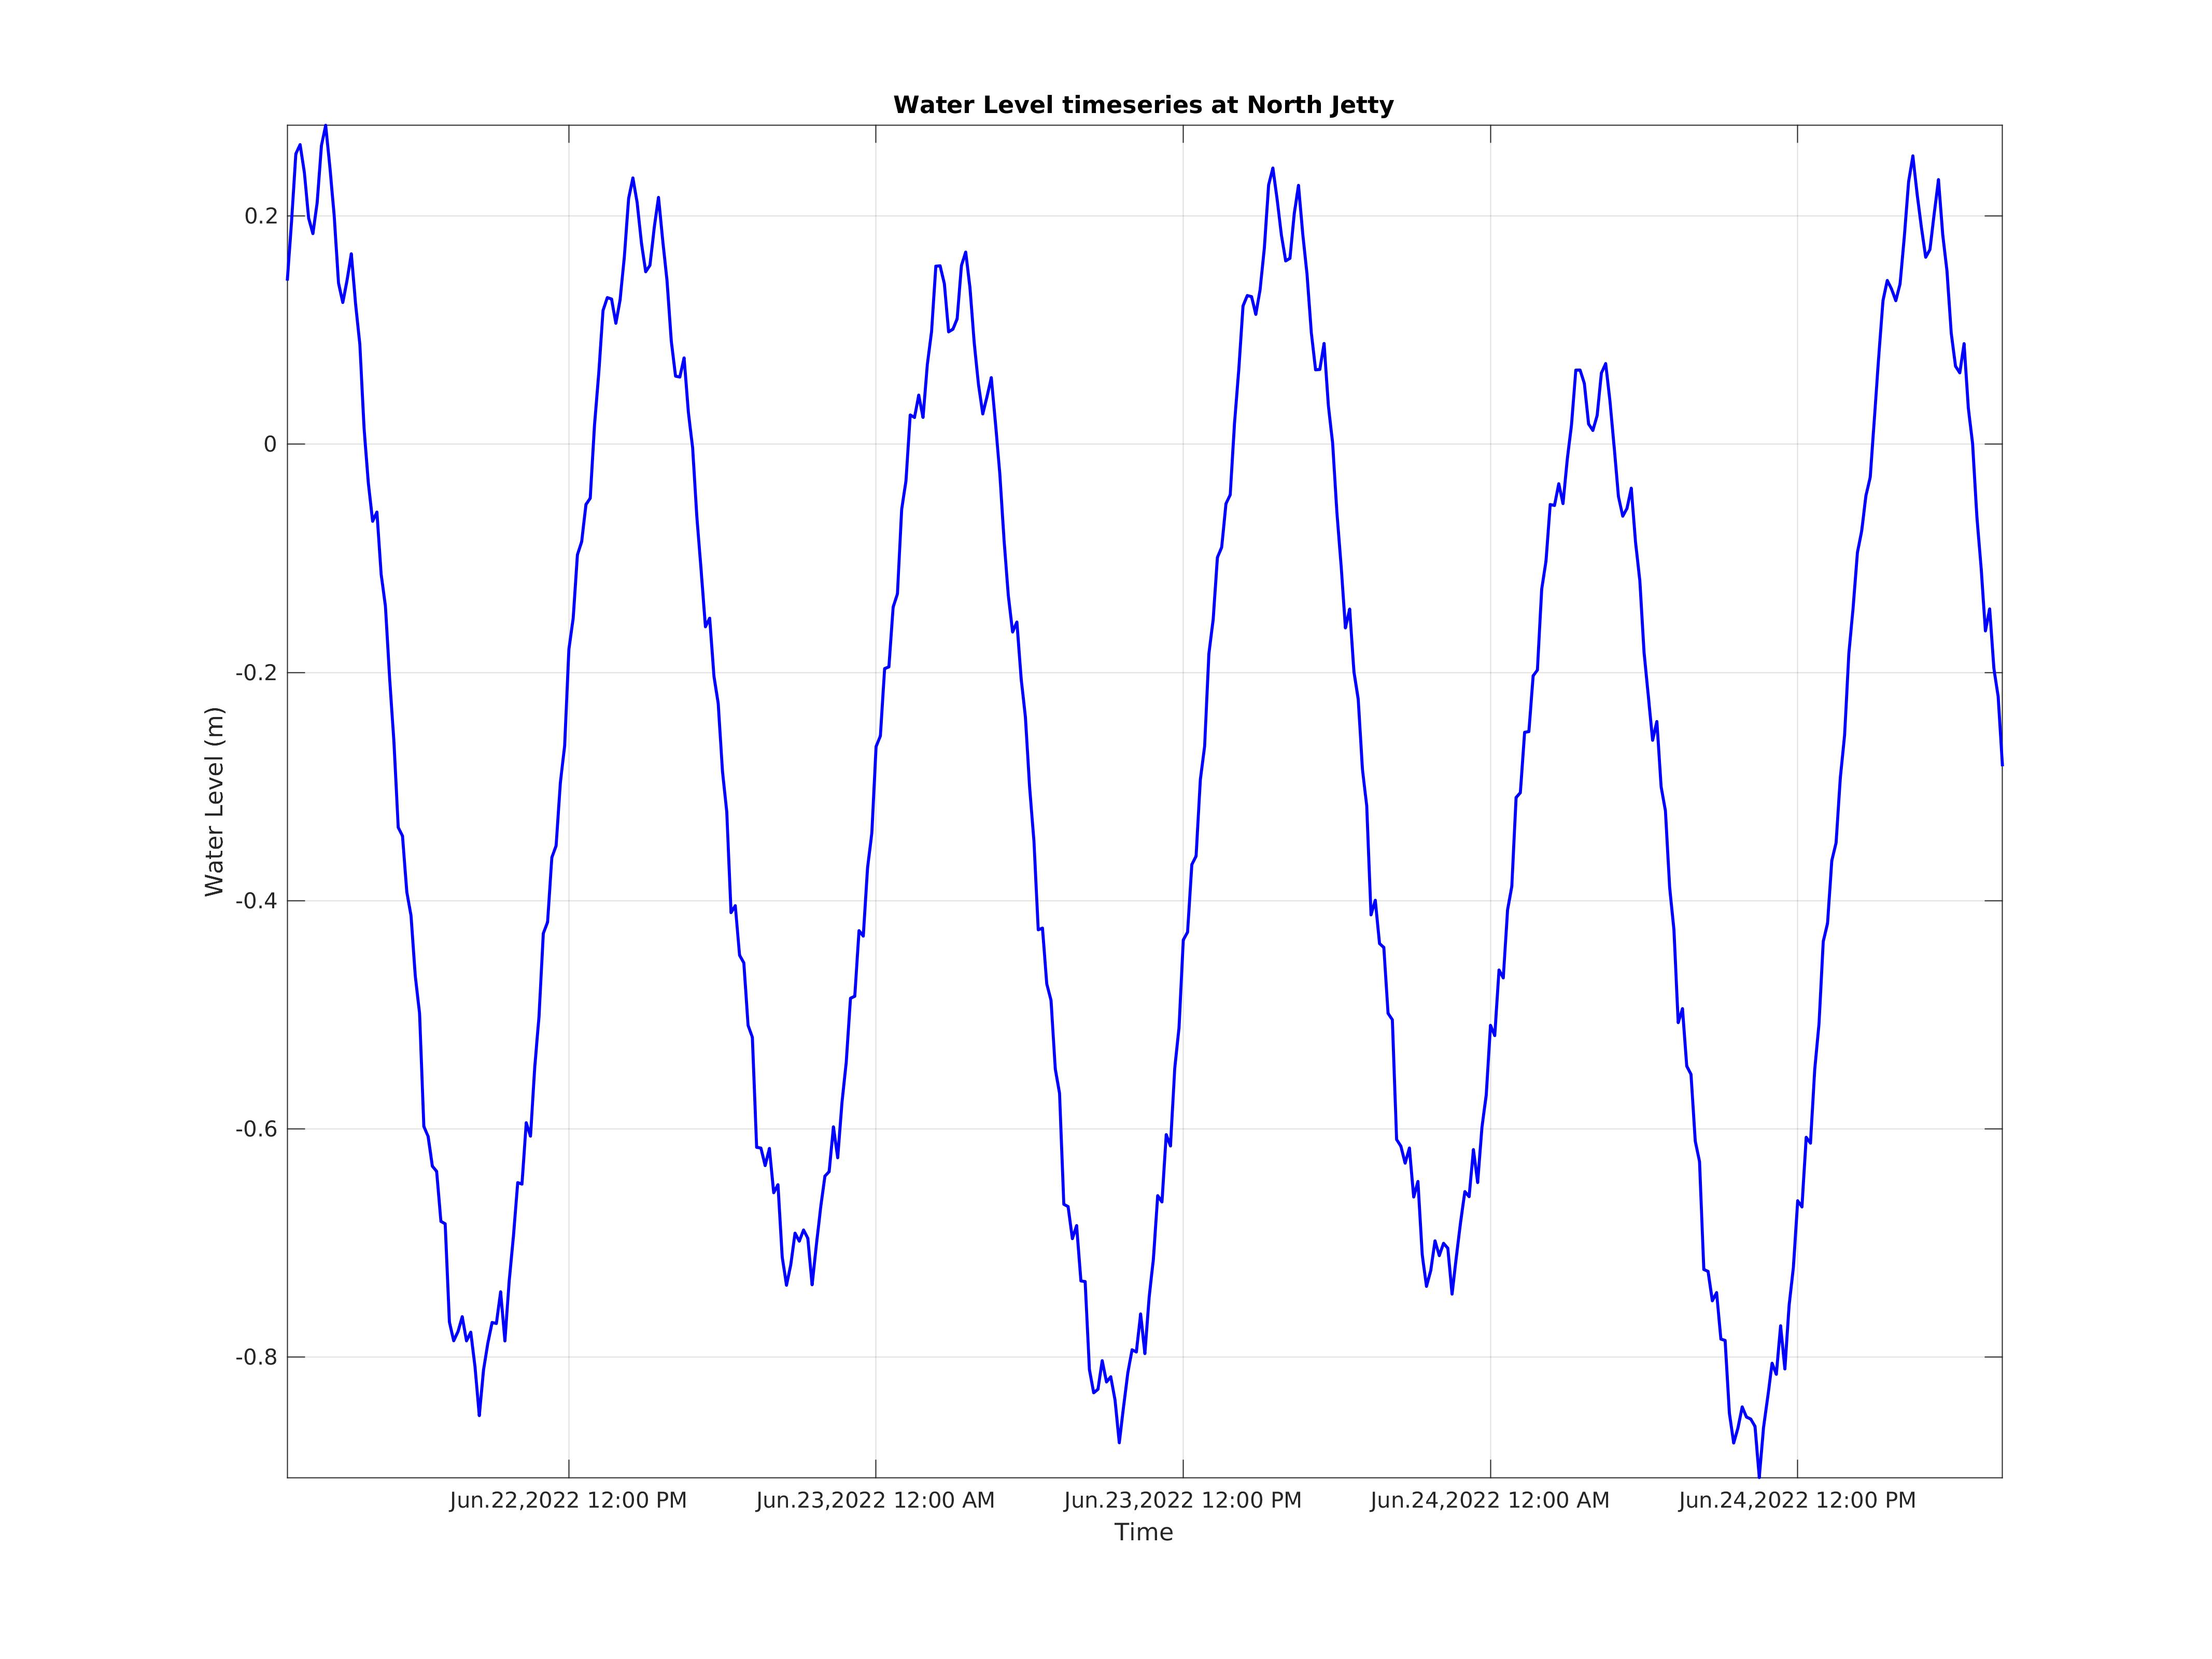 Water Level timeseries at North Jetty
0.2
0
-0.2
-0.4
-0.6
-0.8
Water Level (m)
Jun.22,2022 12:00 PM
Jun.23,2022 12:00 AM
Jun.23,2022 12:00 PM
Jun.24,2022 12:00 AM
Jun.24,2022 12:00 PM
Time